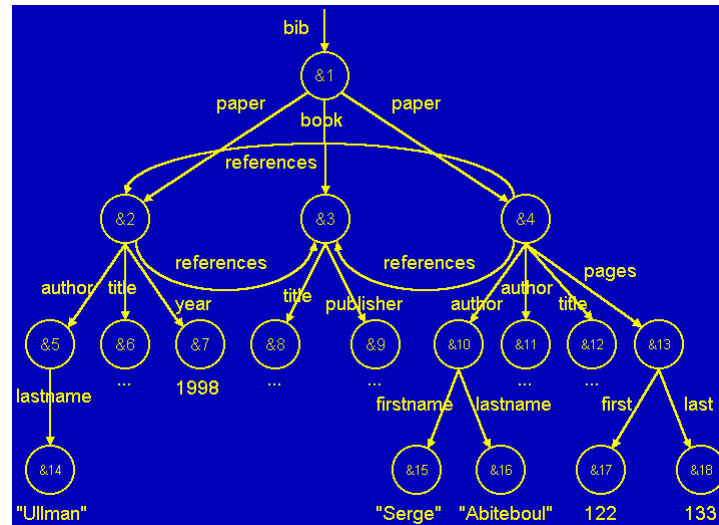 bib
&1
paper
book
paper
references
&2
&3
&4
references
references
author
title
year
title
publisher
author
author
title
pages
&5
&6
&7
&8
&9
&10
&11
&12
&13
...
1998
...
...
...
...
lastname
firstname
lastname
first
last
&14
&15
&16
&17
&18
"Ullman"
"Serge"
"Abiteboul"
122
133